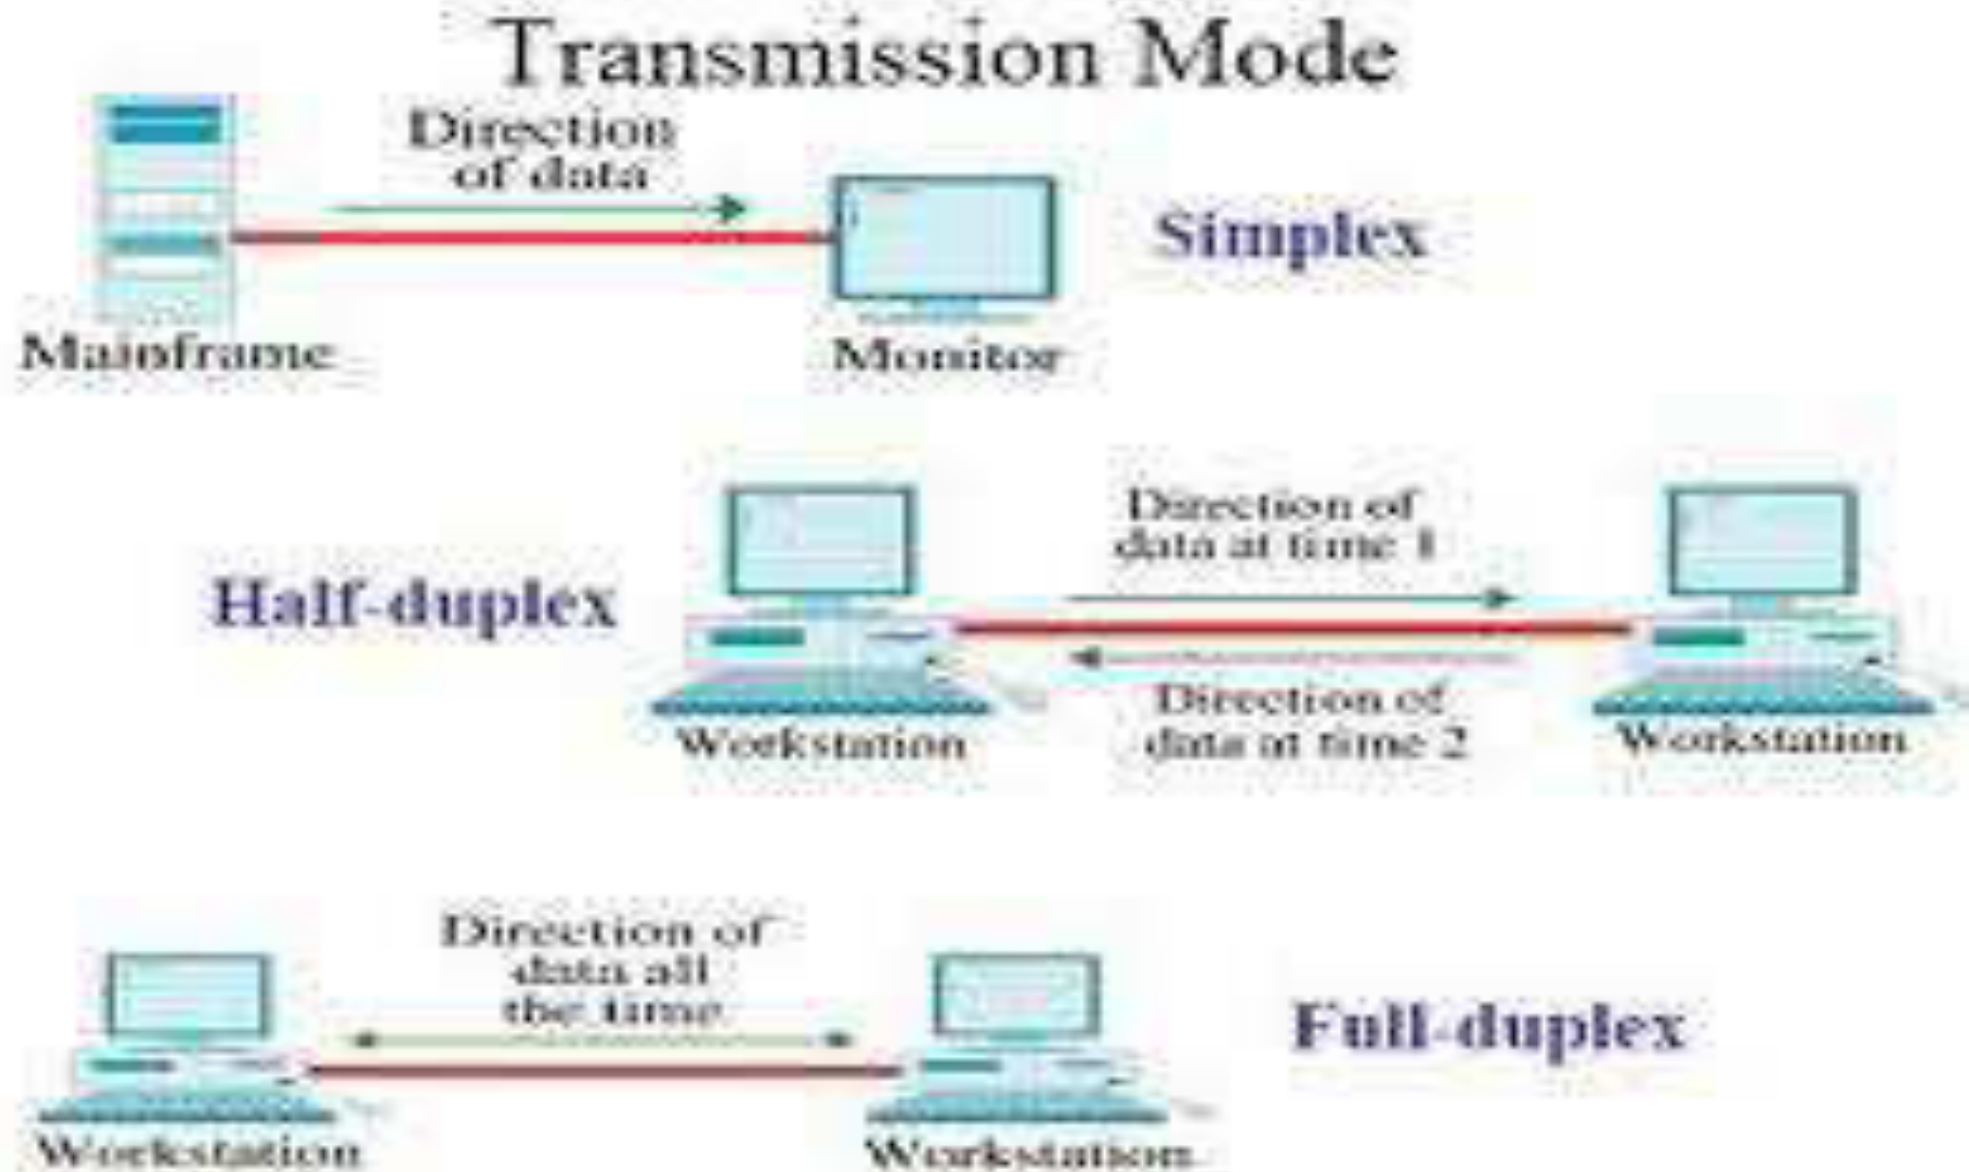 Transmission Mode
Direction
of data
Simplex
Mainframe
Monitor
Direction of
data at time 1
Half-duplex
Direction of
data at time 2
Workstation
Workstation
Direction of
data all
the time
Full-duplex
Workstation
Workstation